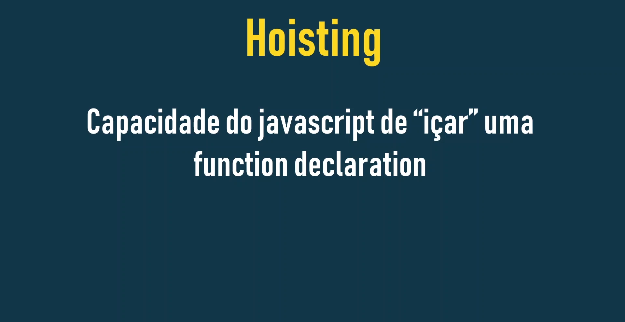 Hoisting
Capacidade do javascript de “içar” uma
function declaration